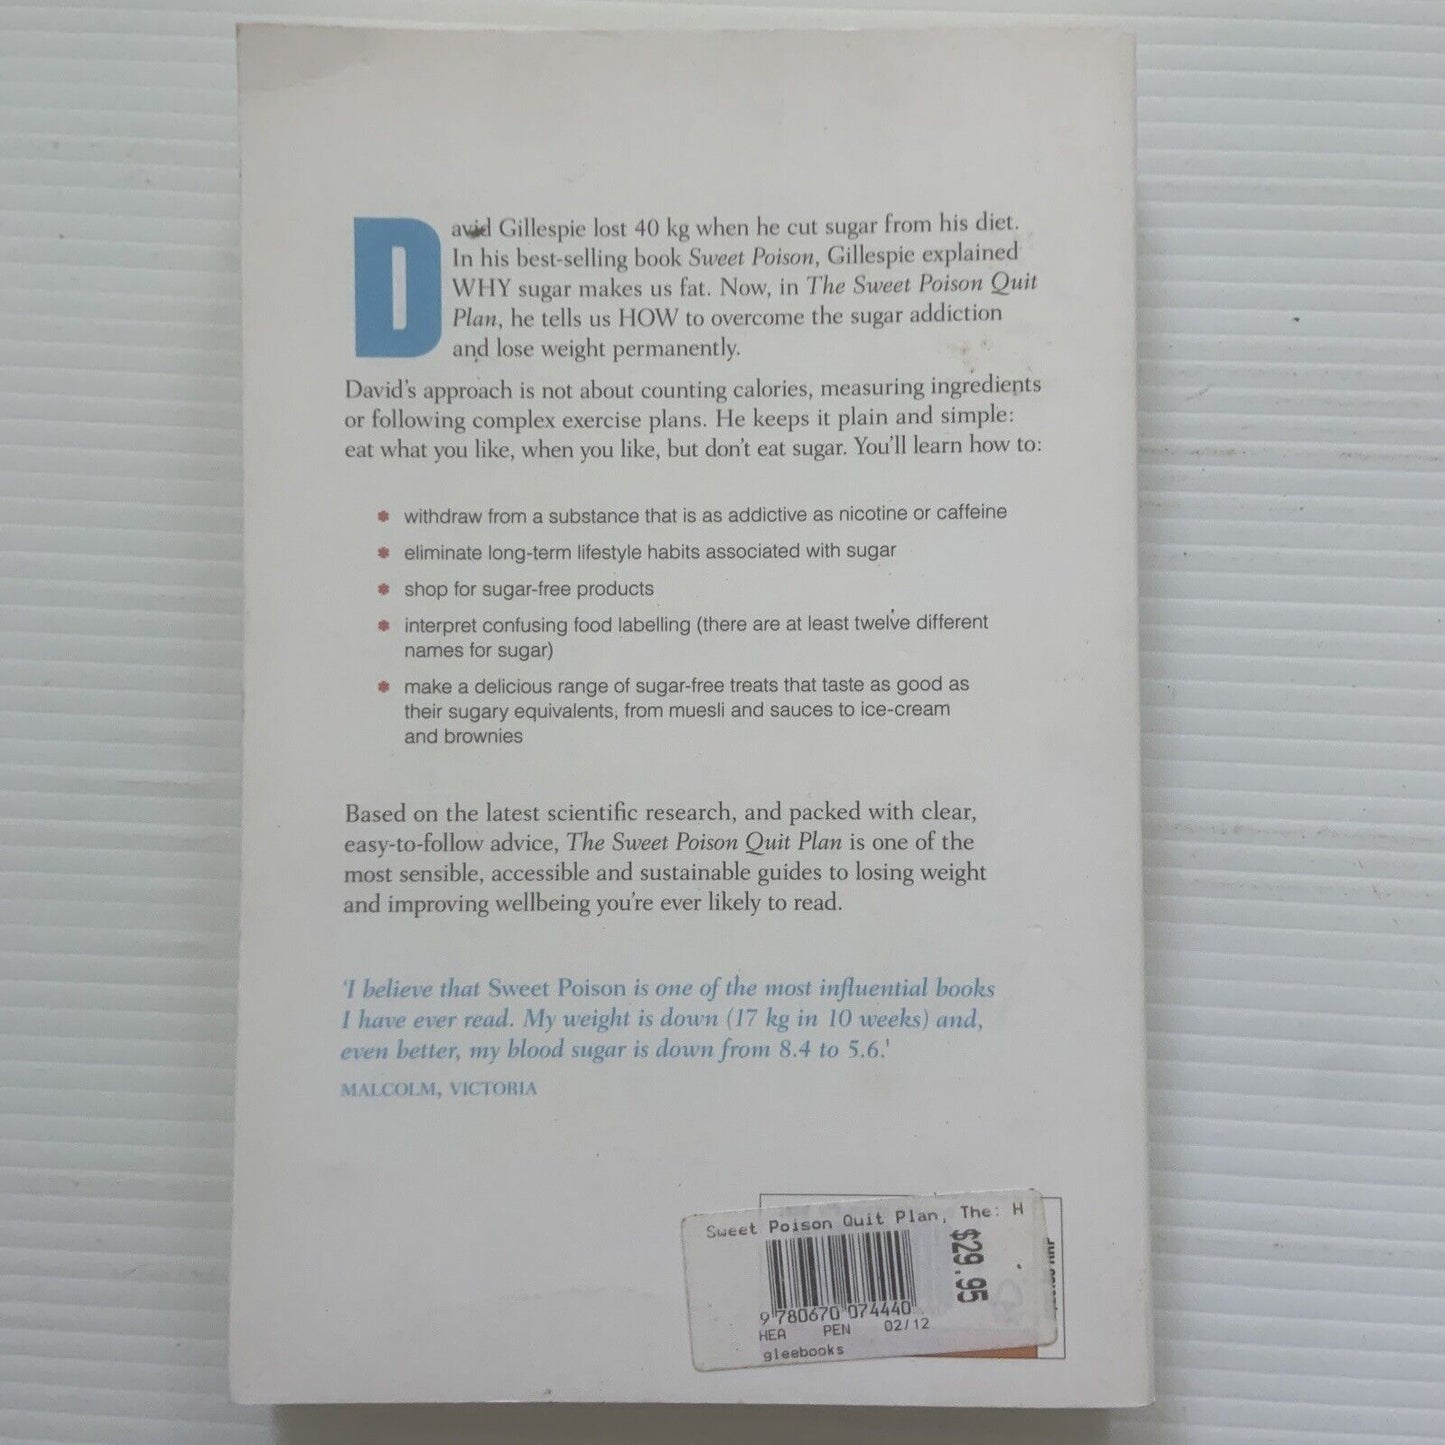 David Gillespie lost 40 kg when he cut sugar from his diet.
In his best-selling book Sweet Poison, Gillespie explained
WHY sugar makes us fat. Now, in The Sweet Poison Quit
Plan, he tells us HOW to overcome the sugar addiction
and lose weight permanently.
David's approach is not about counting calories, measuring ingredients
or following complex exercise plans. He keeps it plain and simple:
eat what you like, when you like, but don't eat sugar. You'll learn how to:
✽ withdraw from a substance that is as addictive as nicotine or caffeine
✽ eliminate long-term lifestyle habits associated with sugar
✽ shop for sugar-free products
✽ interpret confusing food labelling (there are at least twelve different
names for sugar)
✽ make a delicious range of sugar-free treats that taste as good as
their sugary equivalents, from muesli and sauces to ice-cream
and brownies
Based on the latest scientific research, and packed with clear,
easy-to-follow advice, The Sweet Poison Quit Plan is one of the
most sensible, accessible and sustainable guides to losing weight
and improving wellbeing you're ever likely to read.
'I believe that Sweet Poison is one of the most influential books
I have ever read. My weight is down (17 kg in 10 weeks) and,
even better, my blood sugar is down from 8.4 to 5.6.'
MALCOLM, VICTORIA
Sweet Poison Quit Plan, The: H
$29.95
9 780670 074440
HEA PEN 02/12
gleebooks